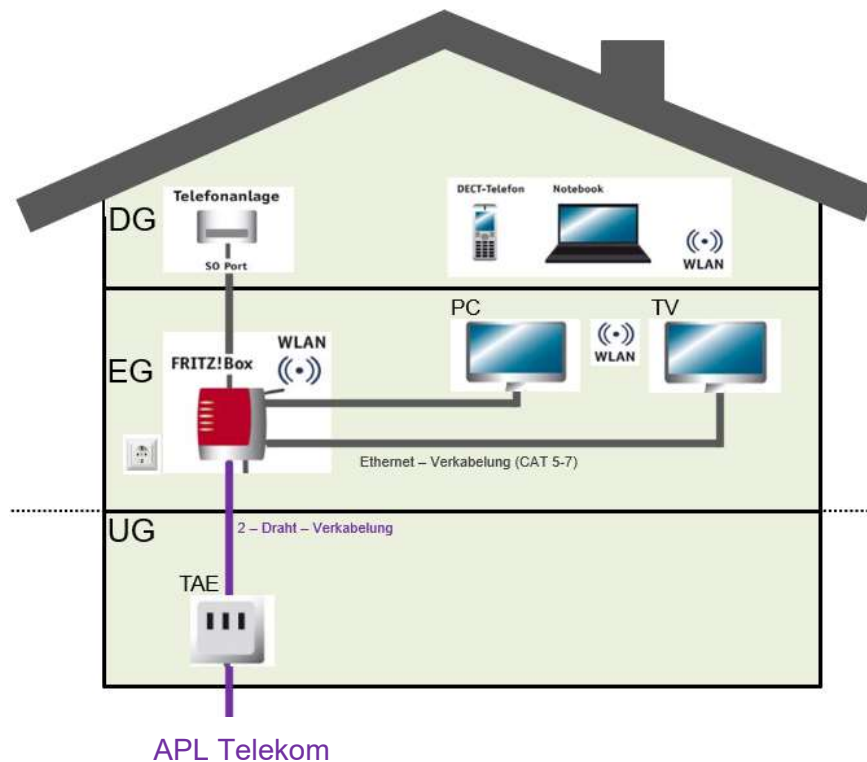 Telefonanlage
SO Port
DG
DECT-Telefon
Notebook
WLAN
EG
FRITZ!Box
WLAN
PC
WLAN
TV
Ethernet – Verkabelung (CAT 5-7)
UG
2 – Draht – Verkabelung
TAE
APL Telekom